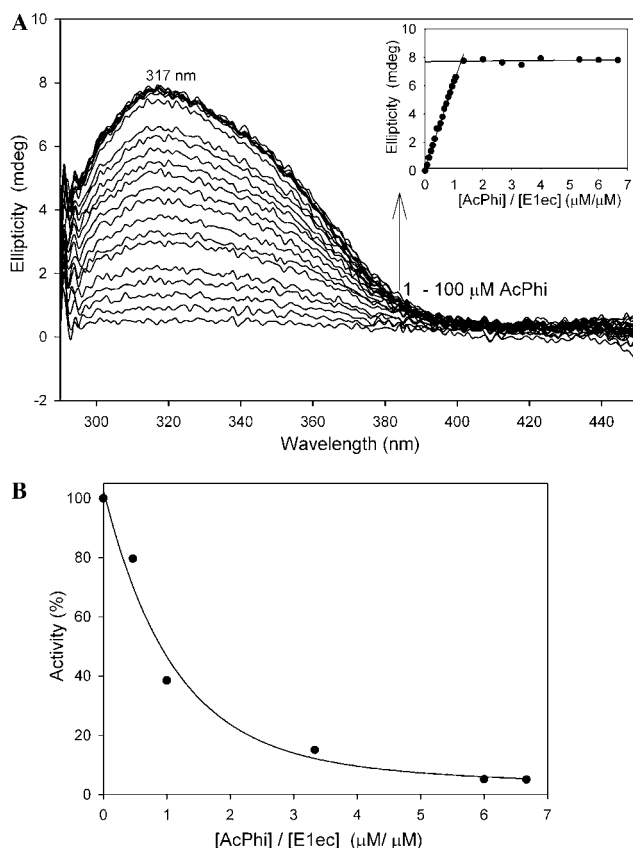 A
10
8
6
4
2
0
-2
Ellipticity (mdeg)
317 nm
1 - 100 µM AcPhi
300 320 340 360 380 400 420 440
Wavelength (nm)
10
8
6
4
2
0
Ellipticity (mdeg)
0 1 2 3 4 5 6 7
[AcPhi] / [E1ec] (µM/µM)
B
100
80
60
40
20
0
Activity (%)
0 1 2 3 4 5 6 7
[AcPhi] / [E1ec] (µM/ µM)